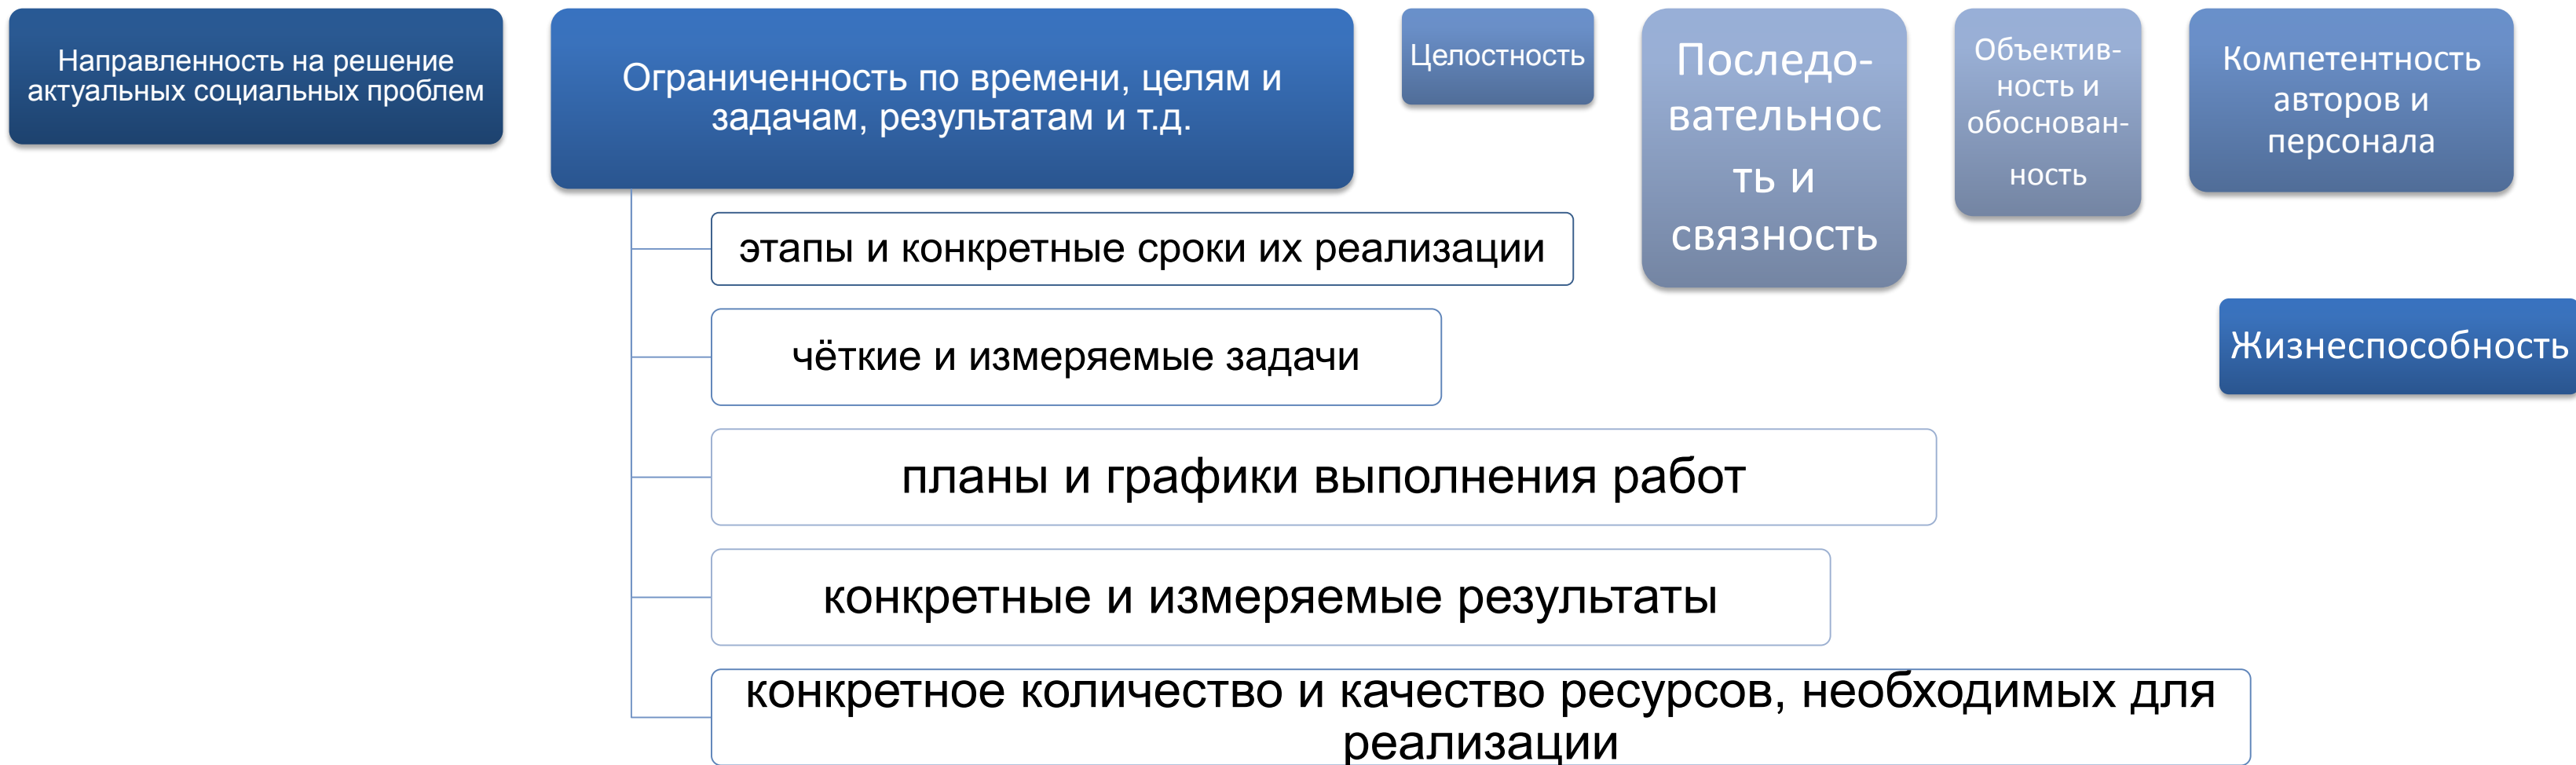 Направленность на решение
актуальных социальных проблем
Ограниченность по времени, целям и
задачам, результатам и т.д.
этапы и конкретные сроки их реализации
чёткие и измеряемые задачи
планы и графики выполнения работ
конкретные и измеряемые результаты
конкретное количество и качество ресурсов, необходимых для
реализации
Целостность
Последо-
вательнос
ть и
связность
Объектив-
ность и
обоснован-
ность
Компетентность
авторов и
персонала
Жизнеспособность